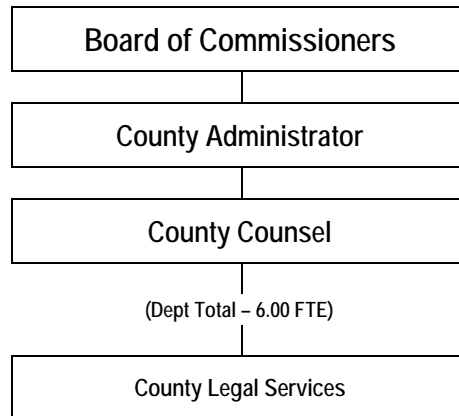 Board of Commissioners
County Administrator
County Counsel
(Dept Total – 6.00 FTE)
County Legal Services